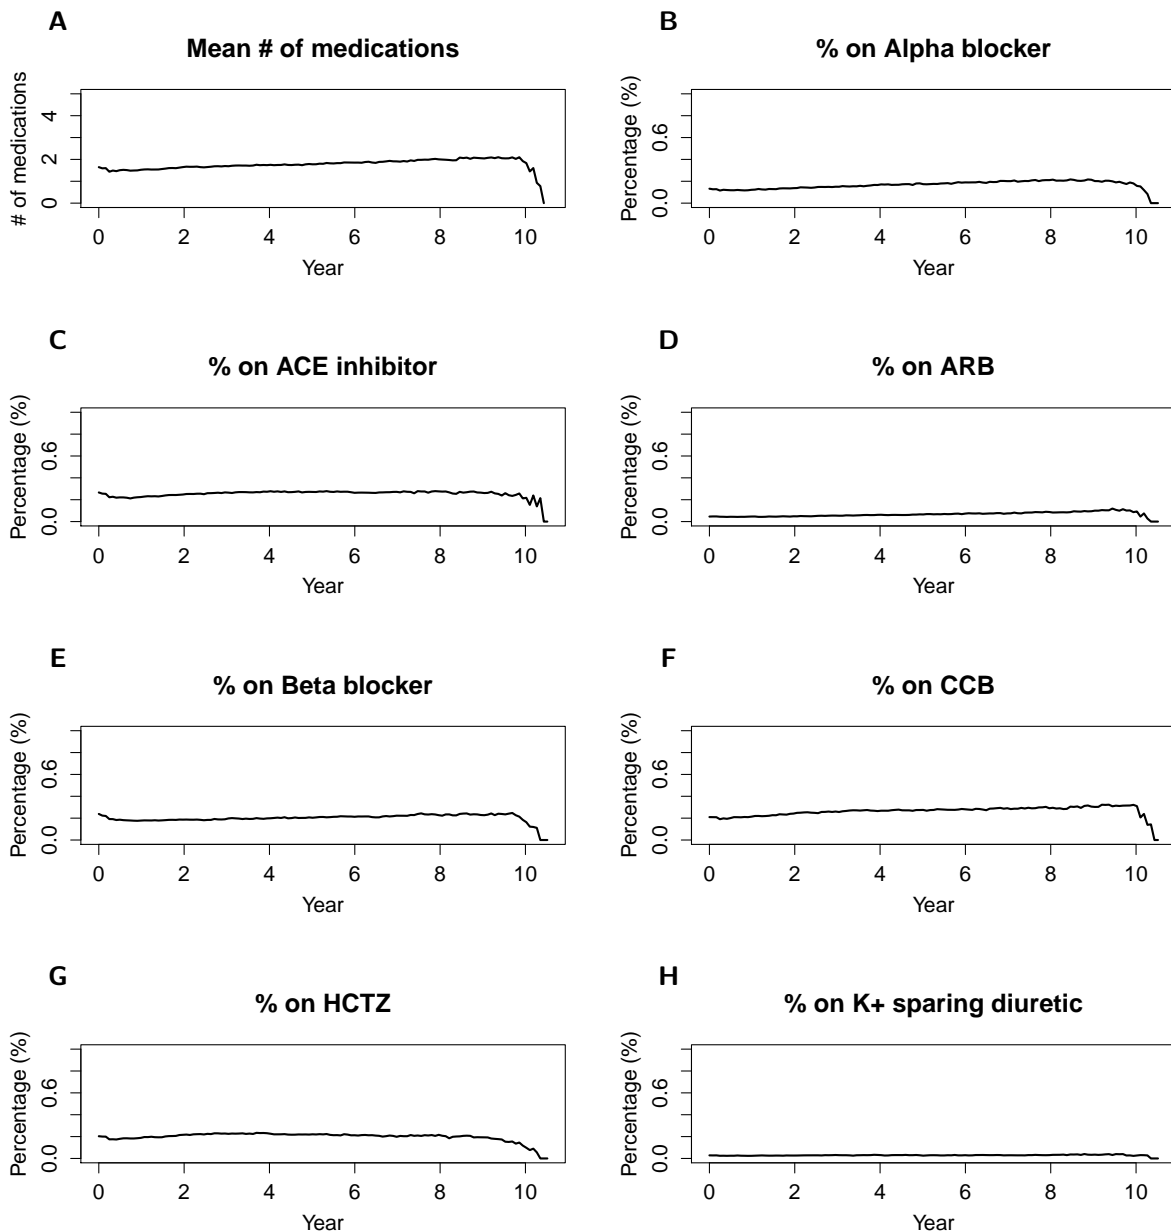 A
Mean # of medications
# of medications
0 2 4
0 2 4 6 8 10
Year
B
% on Alpha blocker
Percentage (%)
0.0 0.6
0 2 4 6 8 10
Year
C
% on ACE inhibitor
Percentage (%)
0.0 0.6
0 2 4 6 8 10
Year
D
% on ARB
Percentage (%)
0.0 0.6
0 2 4 6 8 10
Year
E
% on Beta blocker
Percentage (%)
0.0 0.6
0 2 4 6 8 10
Year
F
% on CCB
Percentage (%)
0.0 0.6
0 2 4 6 8 10
Year
G
% on HCTZ
Percentage (%)
0.0 0.6
0 2 4 6 8 10
Year
H
% on K+ sparing diuretic
Percentage (%)
0.0 0.6
0 2 4 6 8 10
Year